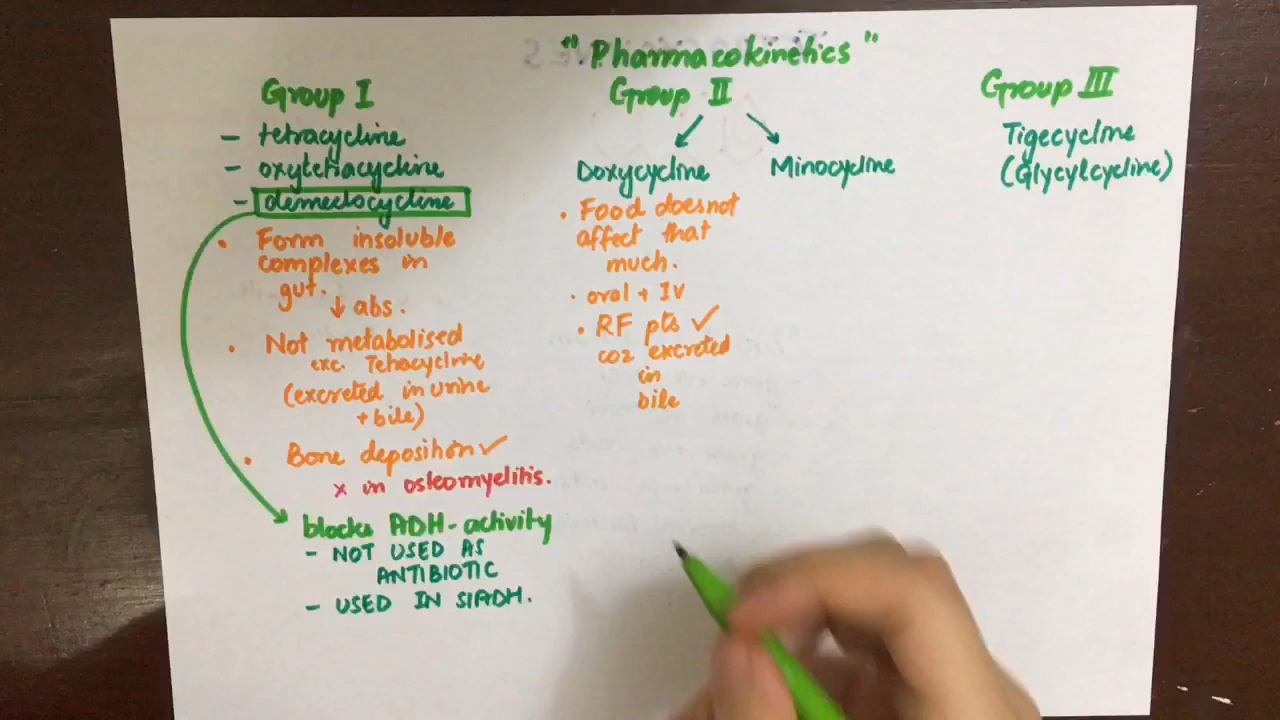 "Pharmacokinetics"
Group I
- tetracycline
- oxytetracycline
- demeclocycline
• Form insoluble
complexes in
gut.
↓ abs.
• Not metabolised
exc. Tetracycline
(excreted in urine
+ bile)
• Bone deposition ✓
x in osteomyelitis.
blocks ADH-activity
- NOT USED AS
ANTIBIOTIC
- USED IN SIADH.
Group II
Doxycycline
• Food does not
affect that
much.
• oral + IV
• RF pts ✓
coz excreted
in
bile
Minocycline
Group III
Tigecycline
(Glycylcycline)